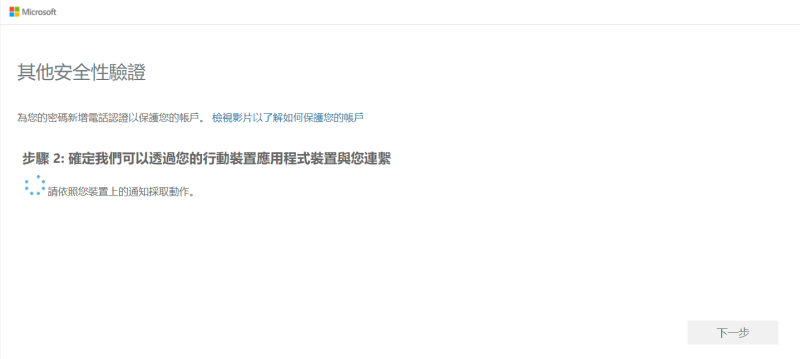 Microsoft
其他安全性驗證
為您的密碼新增電話認證以保護您的帳戶。 檢視影片以了解如何保護您的帳戶
步驟 2: 確定我們可以透過您的行動裝置應用程式裝置與您連繫
請依照您裝置上的通知採取動作。
下一步